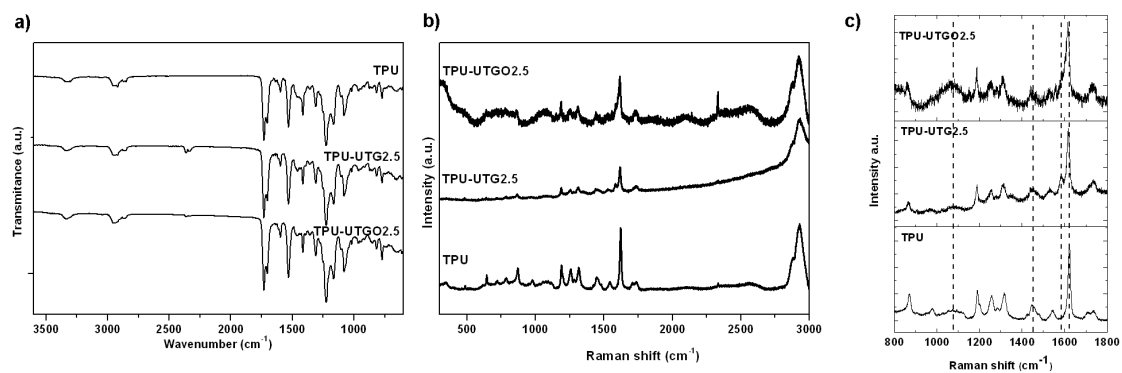 a)
Transmitance (a.u.)
TPU
TPU-UTG2.5
TPU-UTGO2.5
3500 3000 2500 2000 1500 1000
Wavenumber (cm-1)
b)
Intensity (a.u.)
TPU-UTGO2.5
TPU-UTG2.5
TPU
500 1000 1500 2000 2500 3000
Raman shift (cm-1)
c)
Intensity a.u.
TPU-UTGO2.5
TPU-UTG2.5
TPU
800 1000 1200 1400 1600 1800
Raman shift (cm-1)